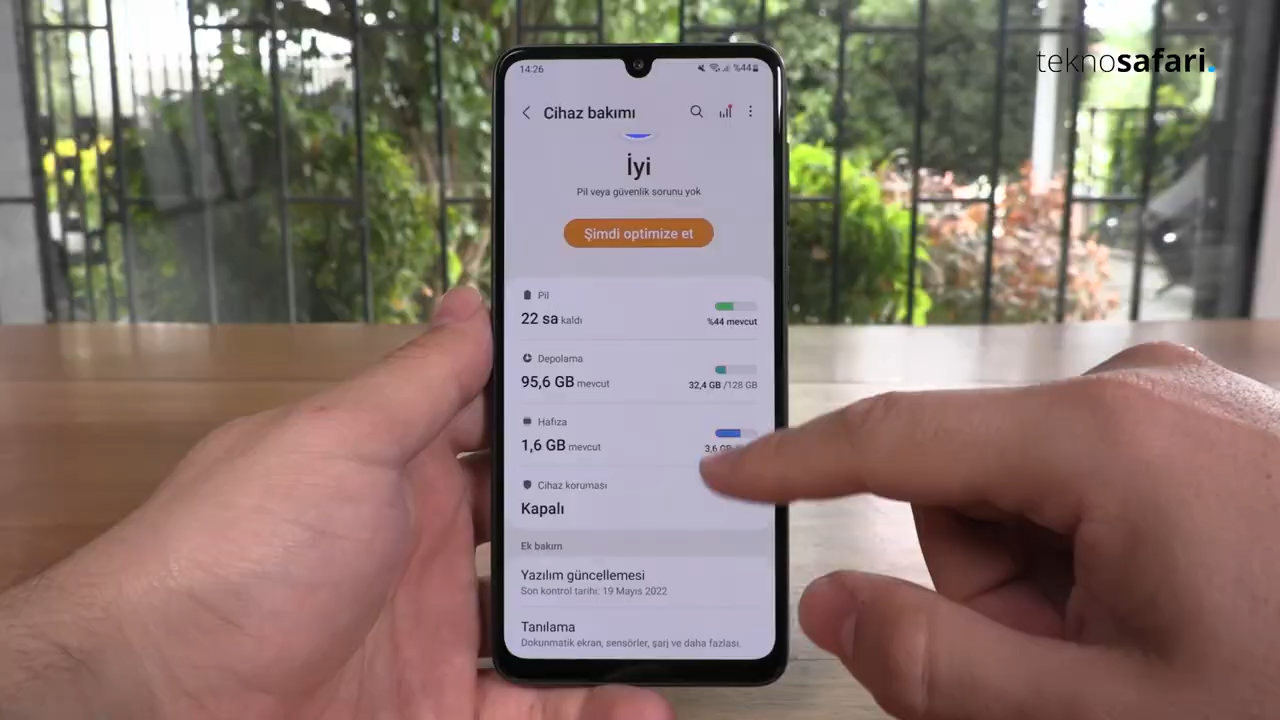 teknosafari.
14:26
%44
Cihaz bakımı
İyi
Pil veya güvenlik sorunu yok
Şimdi optimize et
Pil
22 sa kaldı
%44 mevcut
Depolama
95,6 GB mevcut
32,4 GB /128 GB
Hafıza
1,6 GB mevcut
3,6 GB
Cihaz koruması
Kapalı
Ek bakım
Yazılım güncellemesi
Son kontrol tarihi: 19 Mayıs 2022
Tanılama
Dokunmatik ekran, sensörler, şarj ve daha fazlası.